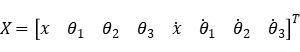 X = [x θ₁ θ₂ θ₃ ẋ θ̇₁ θ̇₂ θ̇₃]ᵀ